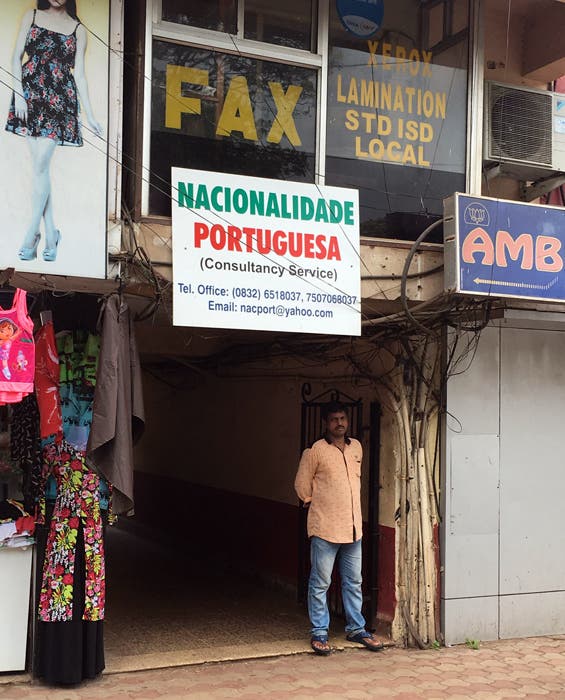 FAX
XEROX
LAMINATION
STD ISD
LOCAL
NACIONALIDADE
PORTUGUESA
(Consultancy Service)
Tel. Office: (0832) 6518037, 7507068037
Email: nacport@yahoo.com
AMB